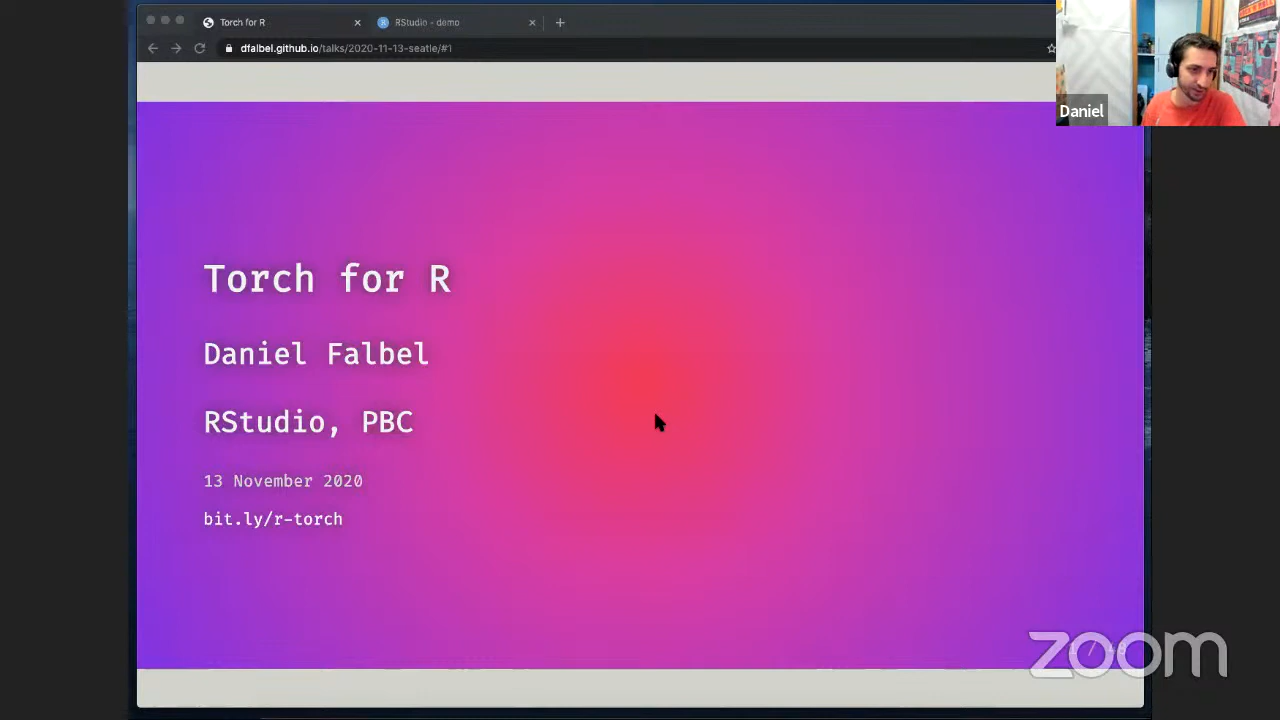 Torch for R
RStudio - demo
dfalbel.github.io/talks/2020-11-13-seatle/#1
Daniel
Torch for R
Daniel Falbel
RStudio, PBC
13 November 2020
bit.ly/r-torch
zoom